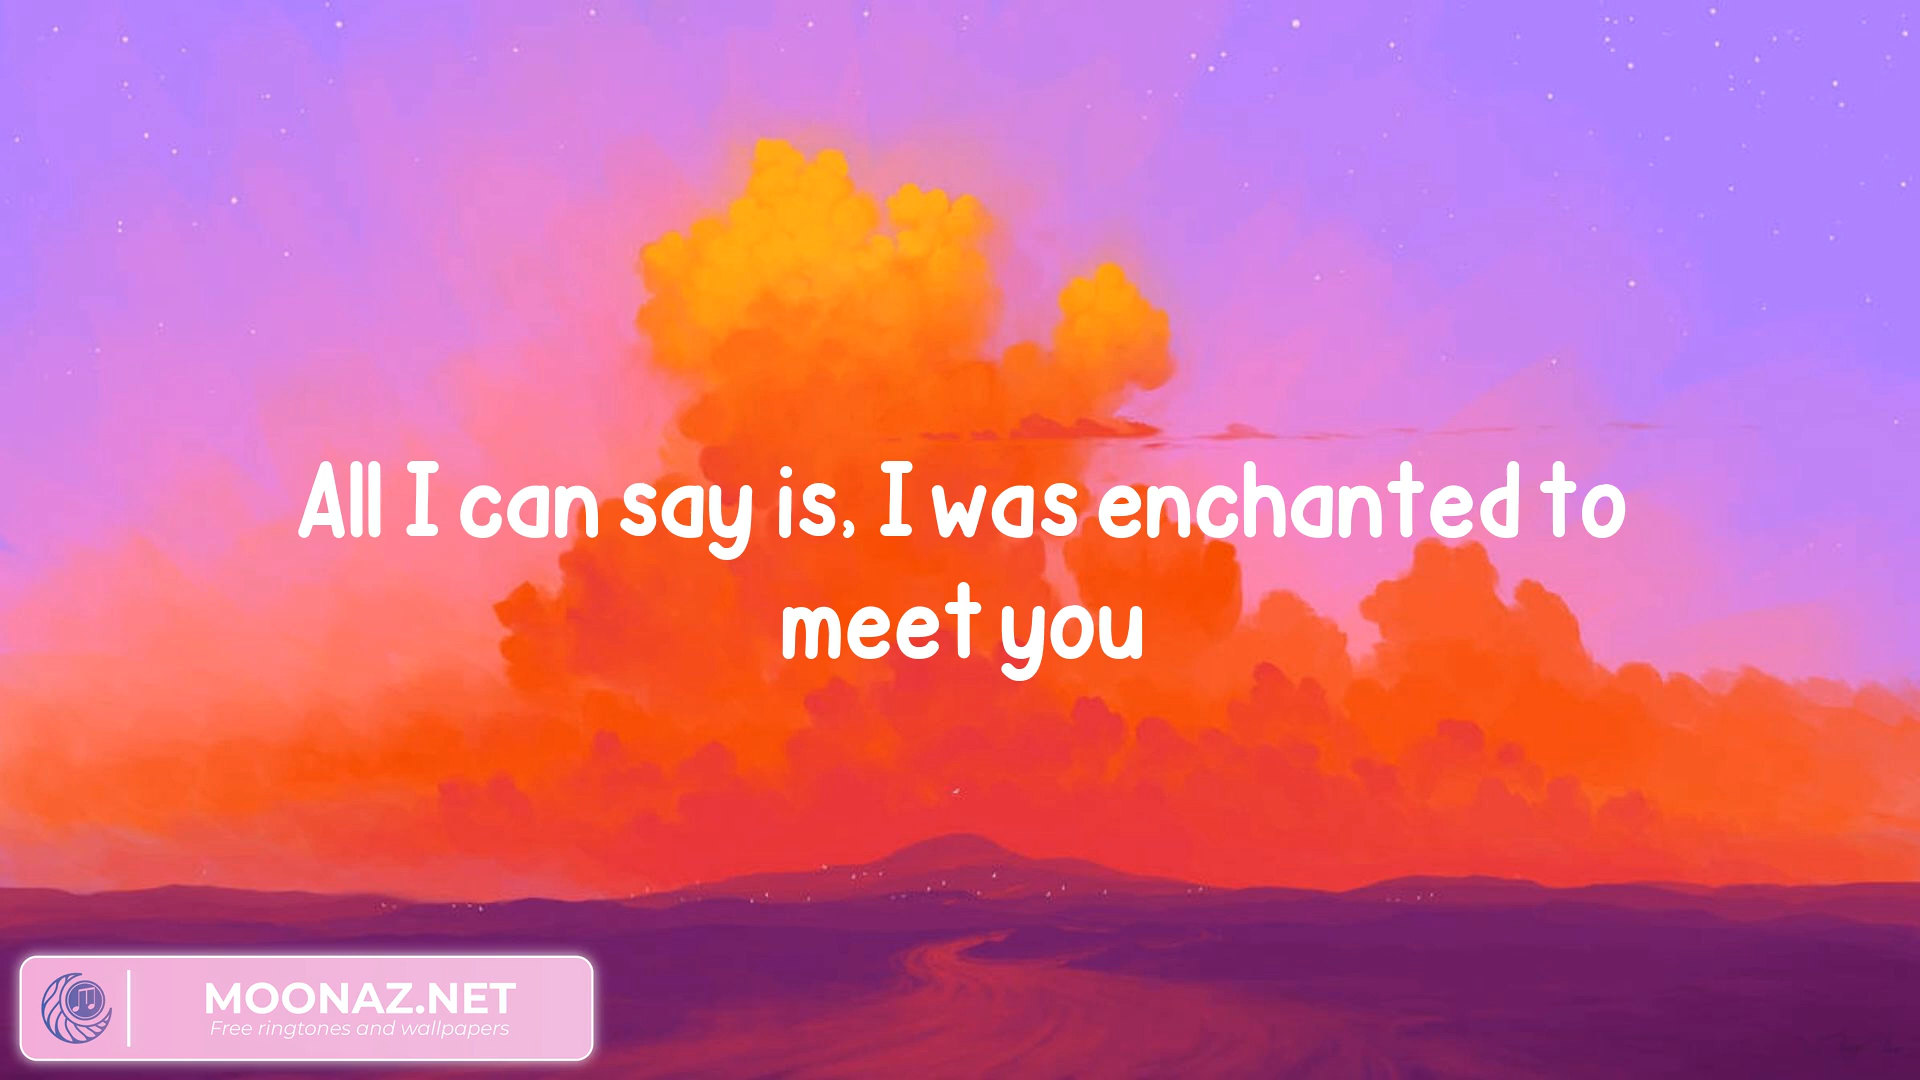 All I can say is, I was enchanted to
meet you
MOONAZ.NET
Free ringtones and wallpapers